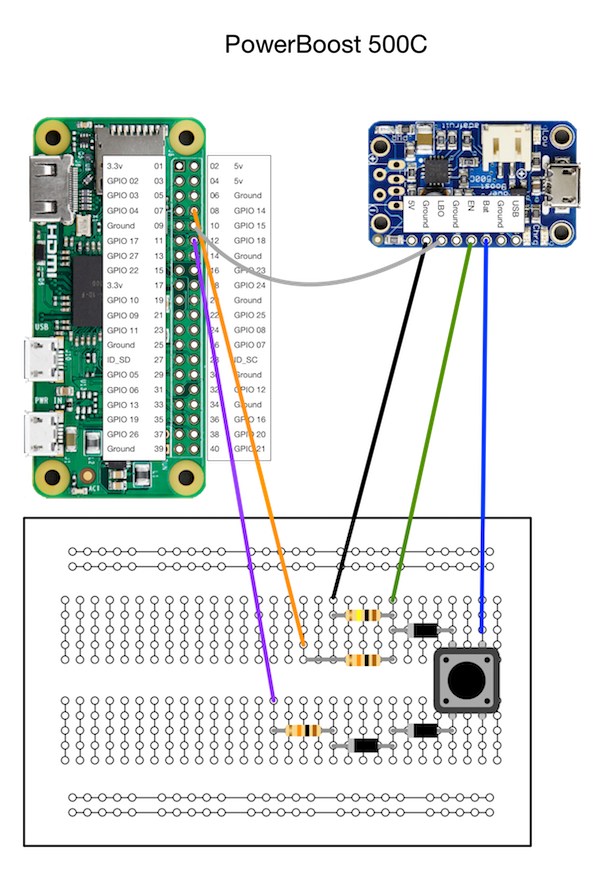 PowerBoost 500C
3.3v 01 02 5v
GPIO 02 03 04 5v
GPIO 03 05 06 Ground
GPIO 04 07 08 GPIO 14
Ground 09 10 GPIO 15
GPIO 17 11 12 GPIO 18
GPIO 27 13 14 Ground
GPIO 22 15 16 GPIO 23
3.3v 17 18 GPIO 24
GPIO 10 19 Ground
GPIO 09 21 22 GPIO 25
GPIO 11 23 24 GPIO 08
Ground 25 26 GPIO 07
ID_SD 27 28 ID_SC
GPIO 05 29 30 Ground
GPIO 06 31 32 GPIO 12
GPIO 13 33 34 Ground
GPIO 19 35 36 GPIO 16
GPIO 26 37 38 GPIO 20
Ground 39 40 GPIO 21
HDMI
USB
PWR IN
ACT
adafruit
Power
Boost
500C
5V
Ground
LBO
Ground
EN
Bat
Ground
USB